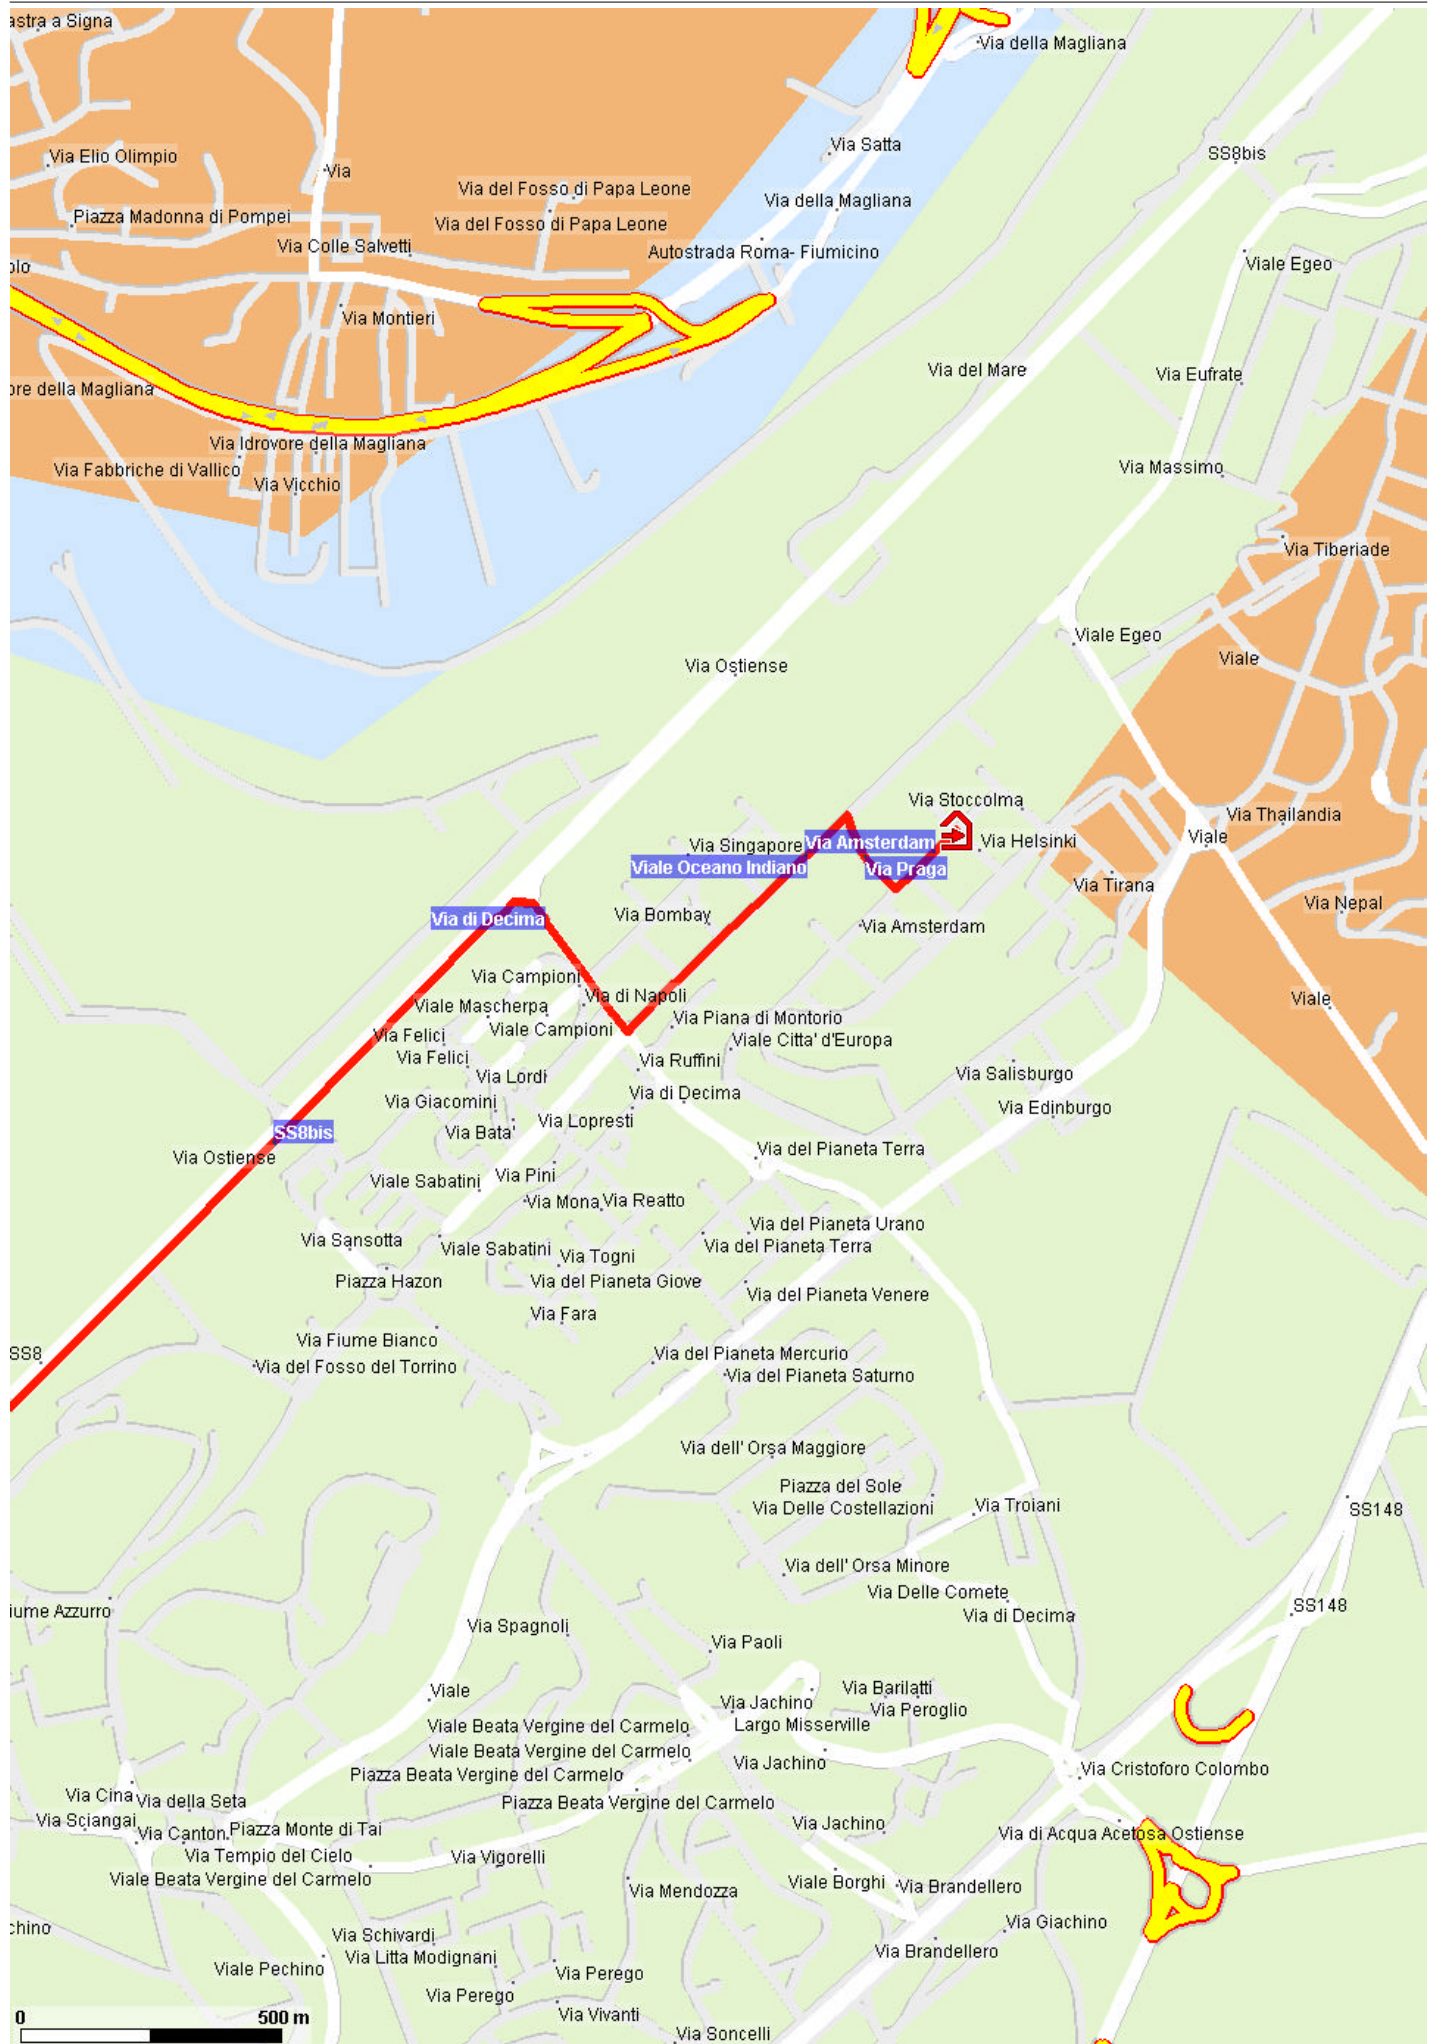 astra a Signa
Via della Magliana
Via Satta
Via Elio Olimpio
SS8bis
Via
Via del Fosso di Papa Leone
Via della Magliana
Piazza Madonna di Pompei
Via del Fosso di Papa Leone
Via Colle Salvetti
Autostrada Roma- Fiumicino
olo
Viale Egeo
Via Montieri
Via del Mare
Via Eufrate
ore della Magliana
Via Idrovore della Magliana
Via Fabbriche di Vallico
Via Massimo
Via Vicchio
Via Tiberiade
Viale Egeo
Viale
Via Ostiense
Via Stoccolma
Via Thailandia
Viale
Via Singapore
Via Amsterdam
Via Helsinki
Viale Oceano Indiano
Via Praga
Via Tirana
Via Nepal
Via di Decima
Via Bombay
Via Amsterdam
Via Campioni
Via di Napoli
Viale
Viale Mascherpa
Via Piana di Montorio
Viale Campioni
Via Felici
Viale Citta' d'Europa
Via Felici
Via Ruffini
Via Lordi
Via Salisburgo
Via di Decima
Via Giacomini
Via Edinburgo
Via Lopresti
SS8bis
Via Bata'
Via del Pianeta Terra
Via Ostiense
Via Pini
Viale Sabatini
Via Mona
Via Reatto
Via del Pianeta Urano
Via Sansotta
Viale Sabatini
Via del Pianeta Terra
Via Togni
Piazza Hazon
Via del Pianeta Giove
Via del Pianeta Venere
Via Fara
Via Fiume Bianco
SS8
Via del Pianeta Mercurio
Via del Fosso del Torrino
Via del Pianeta Saturno
Via dell' Orsa Maggiore
Piazza del Sole
Via Delle Costellazioni
Via Troiani
SS148
Via dell' Orsa Minore
Via Delle Comete
SS148
iume Azzurro
Via di Decima
Via Spagnoli
Via Paoli
Viale
Via Barilatti
Via Jachino
Via Peroglio
Viale Beata Vergine del Carmelo
Largo Misserville
Viale Beata Vergine del Carmelo
Via Jachino
Via Cristoforo Colombo
Piazza Beata Vergine del Carmelo
Via Cina
Via della Seta
Piazza Beata Vergine del Carmelo
Via Sciangai
Via Canton
Piazza Monte di Tai
Via Jachino
Via di Acqua Acetosa Ostiense
Via Tempio del Cielo
Via Vigorelli
Viale Beata Vergine del Carmelo
Viale Borghi
Via Brandellero
Via Mendozza
chino
Via Giachino
Via Schivardi
Via Brandellero
Via Litta Modignani
Viale Pechino
Via Perego
Via Perego
Via Vivanti
0
500 m
Via Soncelli